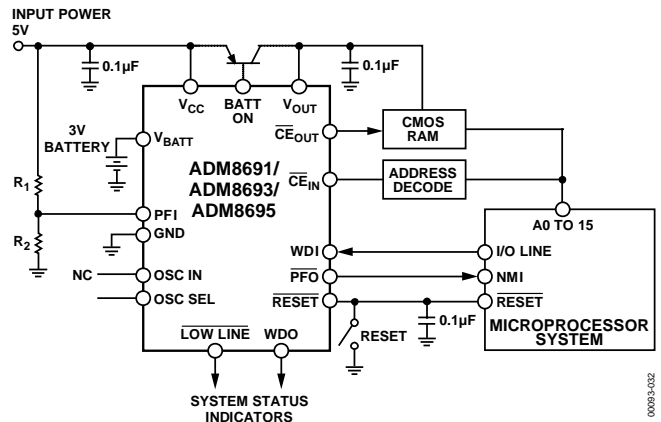 INPUT POWER
5V
0.1µF
0.1µF
VCC
BATT
ON
VOUT
3V
BATTERY
VBATT
CEOUT
CMOS
RAM
ADM8691/
ADM8693/
ADM8695
CEIN
ADDRESS
DECODE
R1
PFI
A0 TO 15
GND
WDI
I/O LINE
R2
NC
OSC IN
PFO
NMI
OSC SEL
RESET
RESET
LOW LINE
WDO
RESET
0.1µF
MICROPROCESSOR
SYSTEM
SYSTEM STATUS
INDICATORS
00093-032